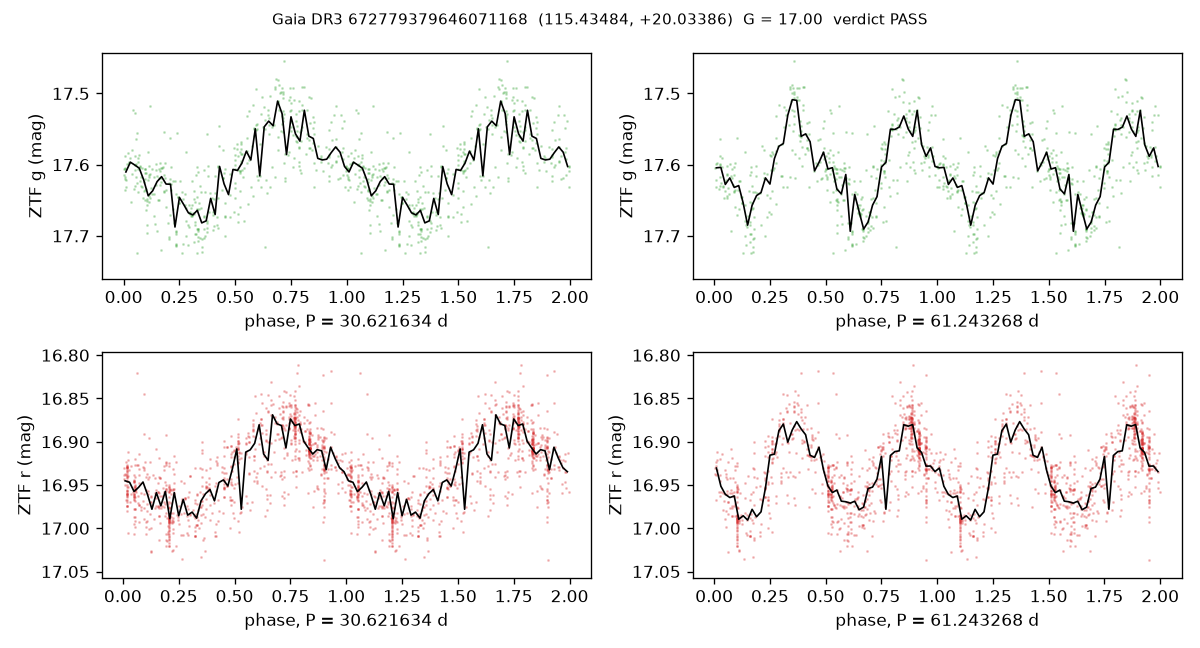 Gaia DR3 672779379646071168 (115.43484, +20.03386) G = 17.00 verdict PASS
ZTF g (mag)
17.5
17.6
17.7
0.00 0.25 0.50 0.75 1.00 1.25 1.50 1.75 2.00
phase, P = 30.621634 d
ZTF g (mag)
17.5
17.6
17.7
0.00 0.25 0.50 0.75 1.00 1.25 1.50 1.75 2.00
phase, P = 61.243268 d
ZTF r (mag)
16.80
16.85
16.90
16.95
17.00
17.05
0.00 0.25 0.50 0.75 1.00 1.25 1.50 1.75 2.00
phase, P = 30.621634 d
ZTF r (mag)
16.80
16.85
16.90
16.95
17.00
17.05
0.00 0.25 0.50 0.75 1.00 1.25 1.50 1.75 2.00
phase, P = 61.243268 d